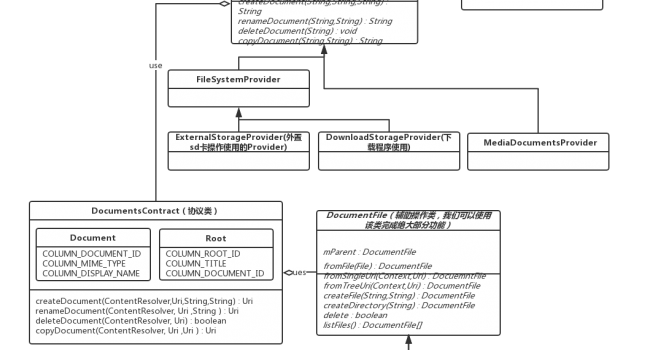 createDocument(String,String,String) :
String
renameDocument(String,String) : String
deleteDocument(String) : void
copyDocument(String,String) : String
use
FileSystemProvider
ExternalStorageProvider(外置
sd卡操作使用的Provider)
DownloadStorageProvider(下
载程序使用)
MediaDocumentsProvider
DocumentsContract（协议类）
Document
COLUMN_DOCUMENT_ID
COLUMN_MIME_TYPE
COLUMN_DISPLAY_NAME
Root
COLUMN_ROOT_ID
COLUMN_TITLE
COLUMN_DOCUMENT_ID
createDocument(ContentResolver,Uri,String,String) : Uri
renameDocument(ContentResolver, Uri ,String ) : Uri
deleteDocument(ContentResolver, Uri) : boolean
copyDocument(ContentResolver, Uri ,Uri ) : Uri
ues
DocumentFile（辅助操作类，我们可以使用
该类完成绝大部分功能）
mParent : DocumentFile
fromFile(File) : DocumentFile
fromSingleUri(Context,Uri) : DocuemntFile
fromTreeUri(Context,Uri) : DocumentFile
createFile(String,String) : DocumentFile
createDirectory(String) : DocumentFile
delete : boolean
listFiles() : DocumentFile[]